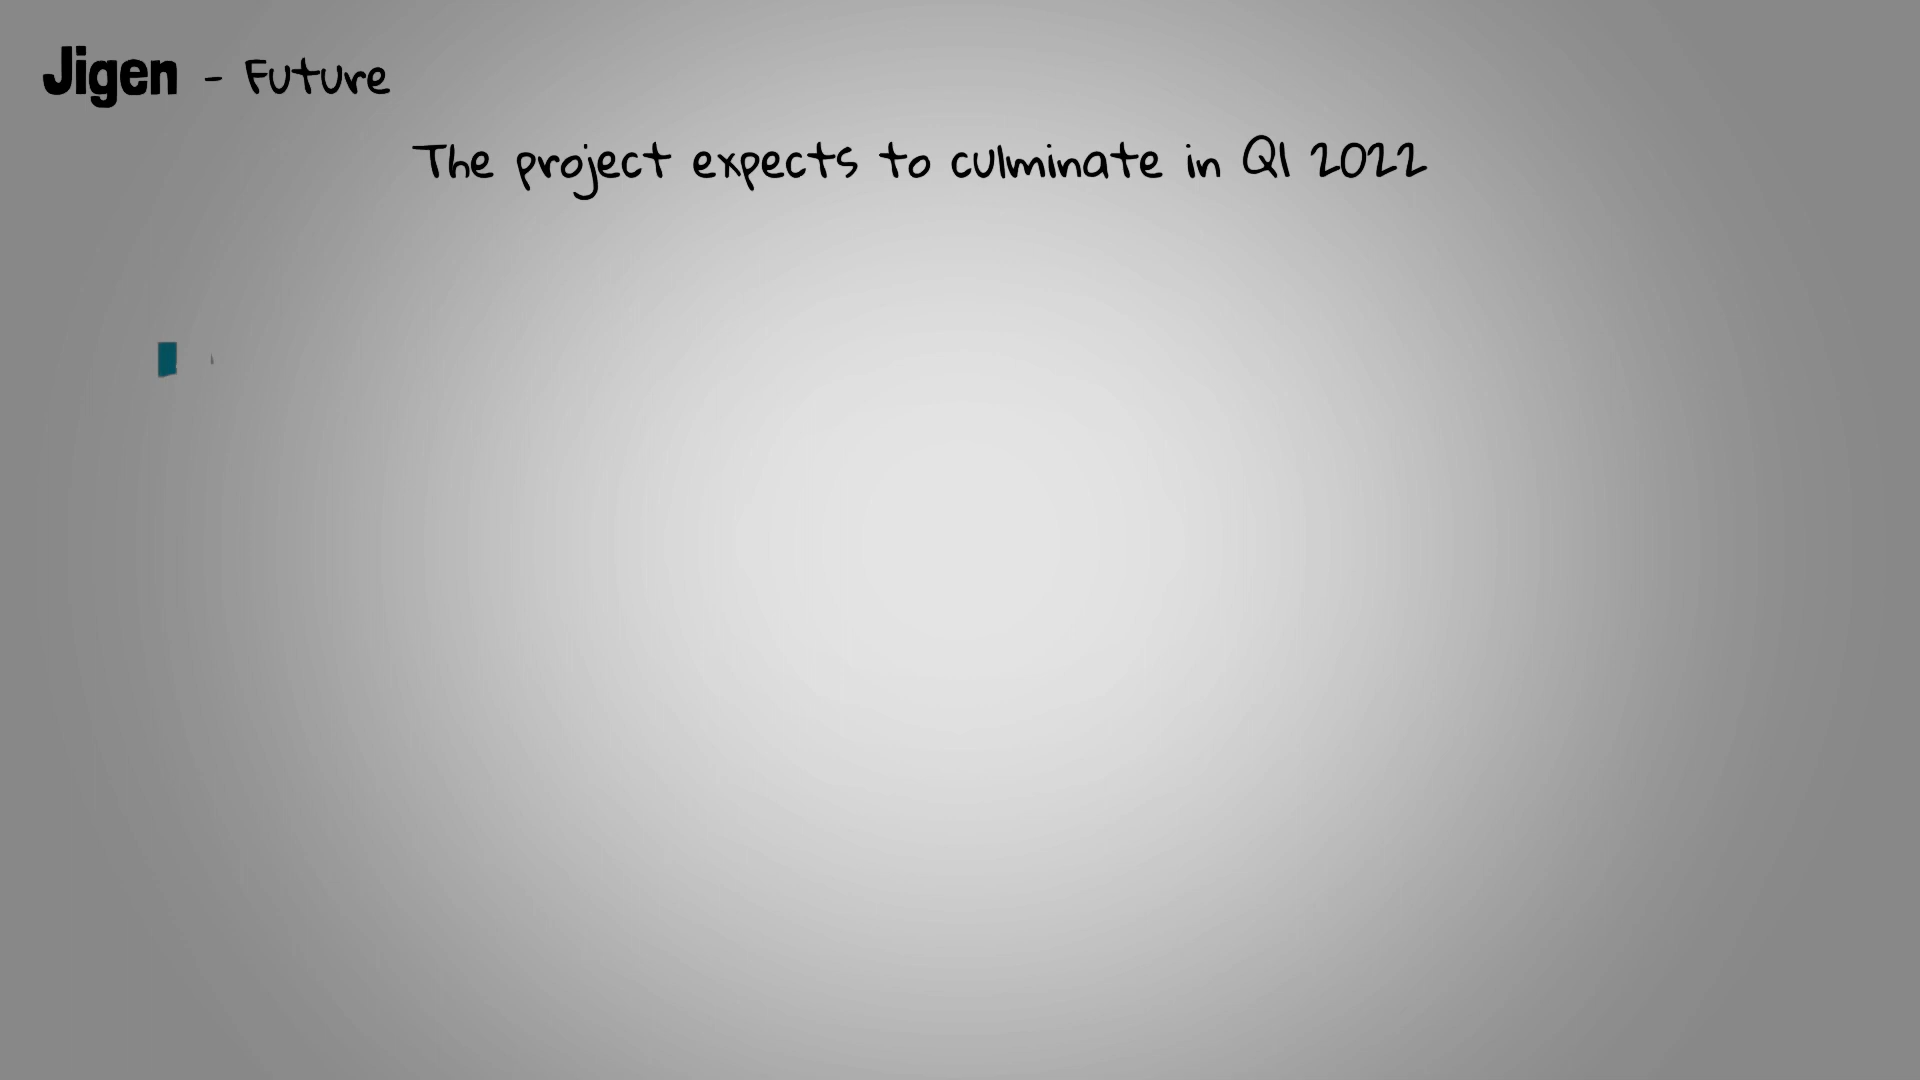 Jigen - Future
The project expects to culminate in Q1 2022